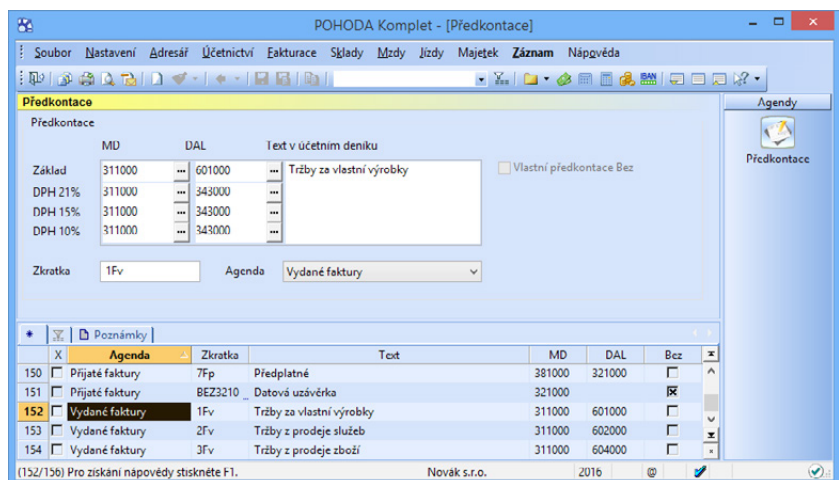 POHODA Komplet - [Předkontace]
Soubor Nastavení Adresář Účetnictví Fakturace Sklady Mzdy Jízdy Majetek Záznam Nápověda
IBAN
Předkontace
Agendy
Předkontace
Předkontace
MD DAL Text v účetním deníku
Základ 311000 ... 601000 ... Tržby za vlastní výrobky
Vlastní předkontace Bez
DPH 21% 311000 ... 343000 ...
DPH 15% 311000 ... 343000 ...
DPH 10% 311000 ... 343000 ...
Zkratka 1Fv Agenda Vydané faktury
Poznámky
X Agenda Zkratka Text MD DAL Bez
150 Přijaté faktury 7Fp Předplatné 381000 321000
151 Přijaté faktury BEZ3210 Datová uzávěrka 321000
152 Vydané faktury 1Fv Tržby za vlastní výrobky 311000 601000
153 Vydané faktury 2Fv Tržby z prodeje služeb 311000 602000
154 Vydané faktury 3Fv Tržby z prodeje zboží 311000 604000
(152/156) Pro získání nápovědy stiskněte F1. Novák s.r.o. 2016 @